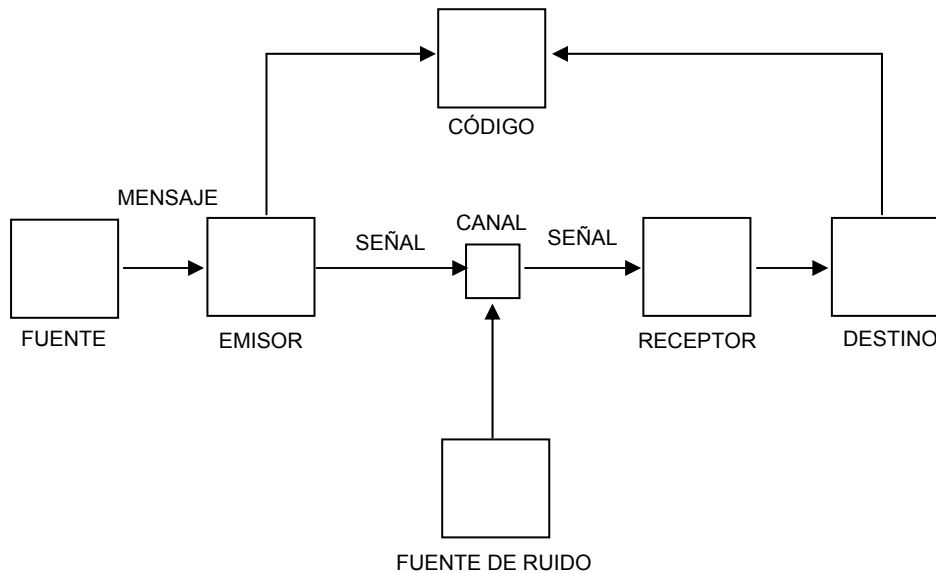 CÓDIGO
MENSAJE
SEÑAL
CANAL
SEÑAL
FUENTE
EMISOR
RECEPTOR
DESTINO
FUENTE DE RUIDO